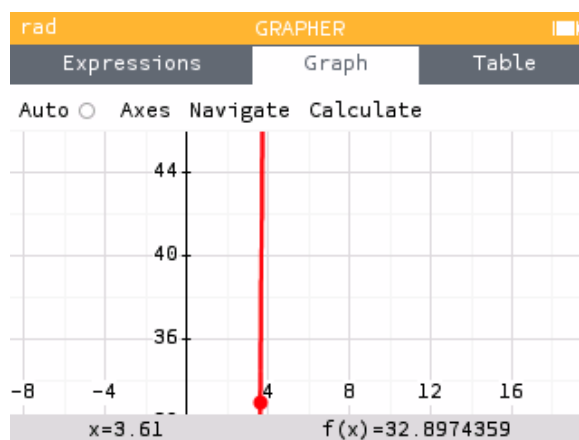 rad GRAPHER
Expressions Graph Table
Auto Axes Navigate Calculate
44
40
36
-8 -4 4 8 12 16
x=3.61 f(x)=32.8974359